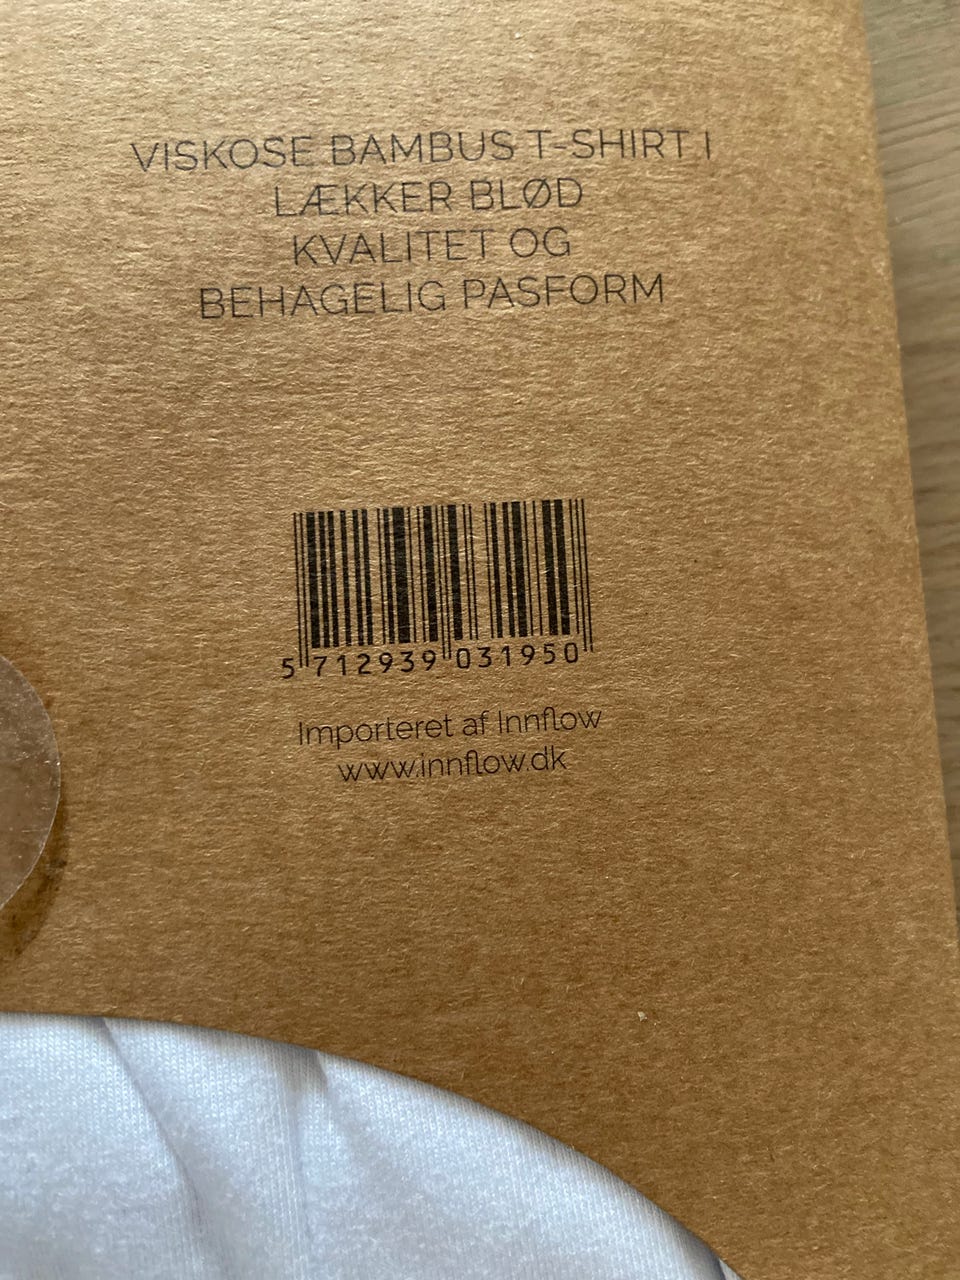 VISKOSE BAMBUS T-SHIRT I
LÆKKER BLØD
KVALITET OG
BEHAGELIG PASFORM
5 712939 031950
Importeret af Innflow
www.innflow.dk